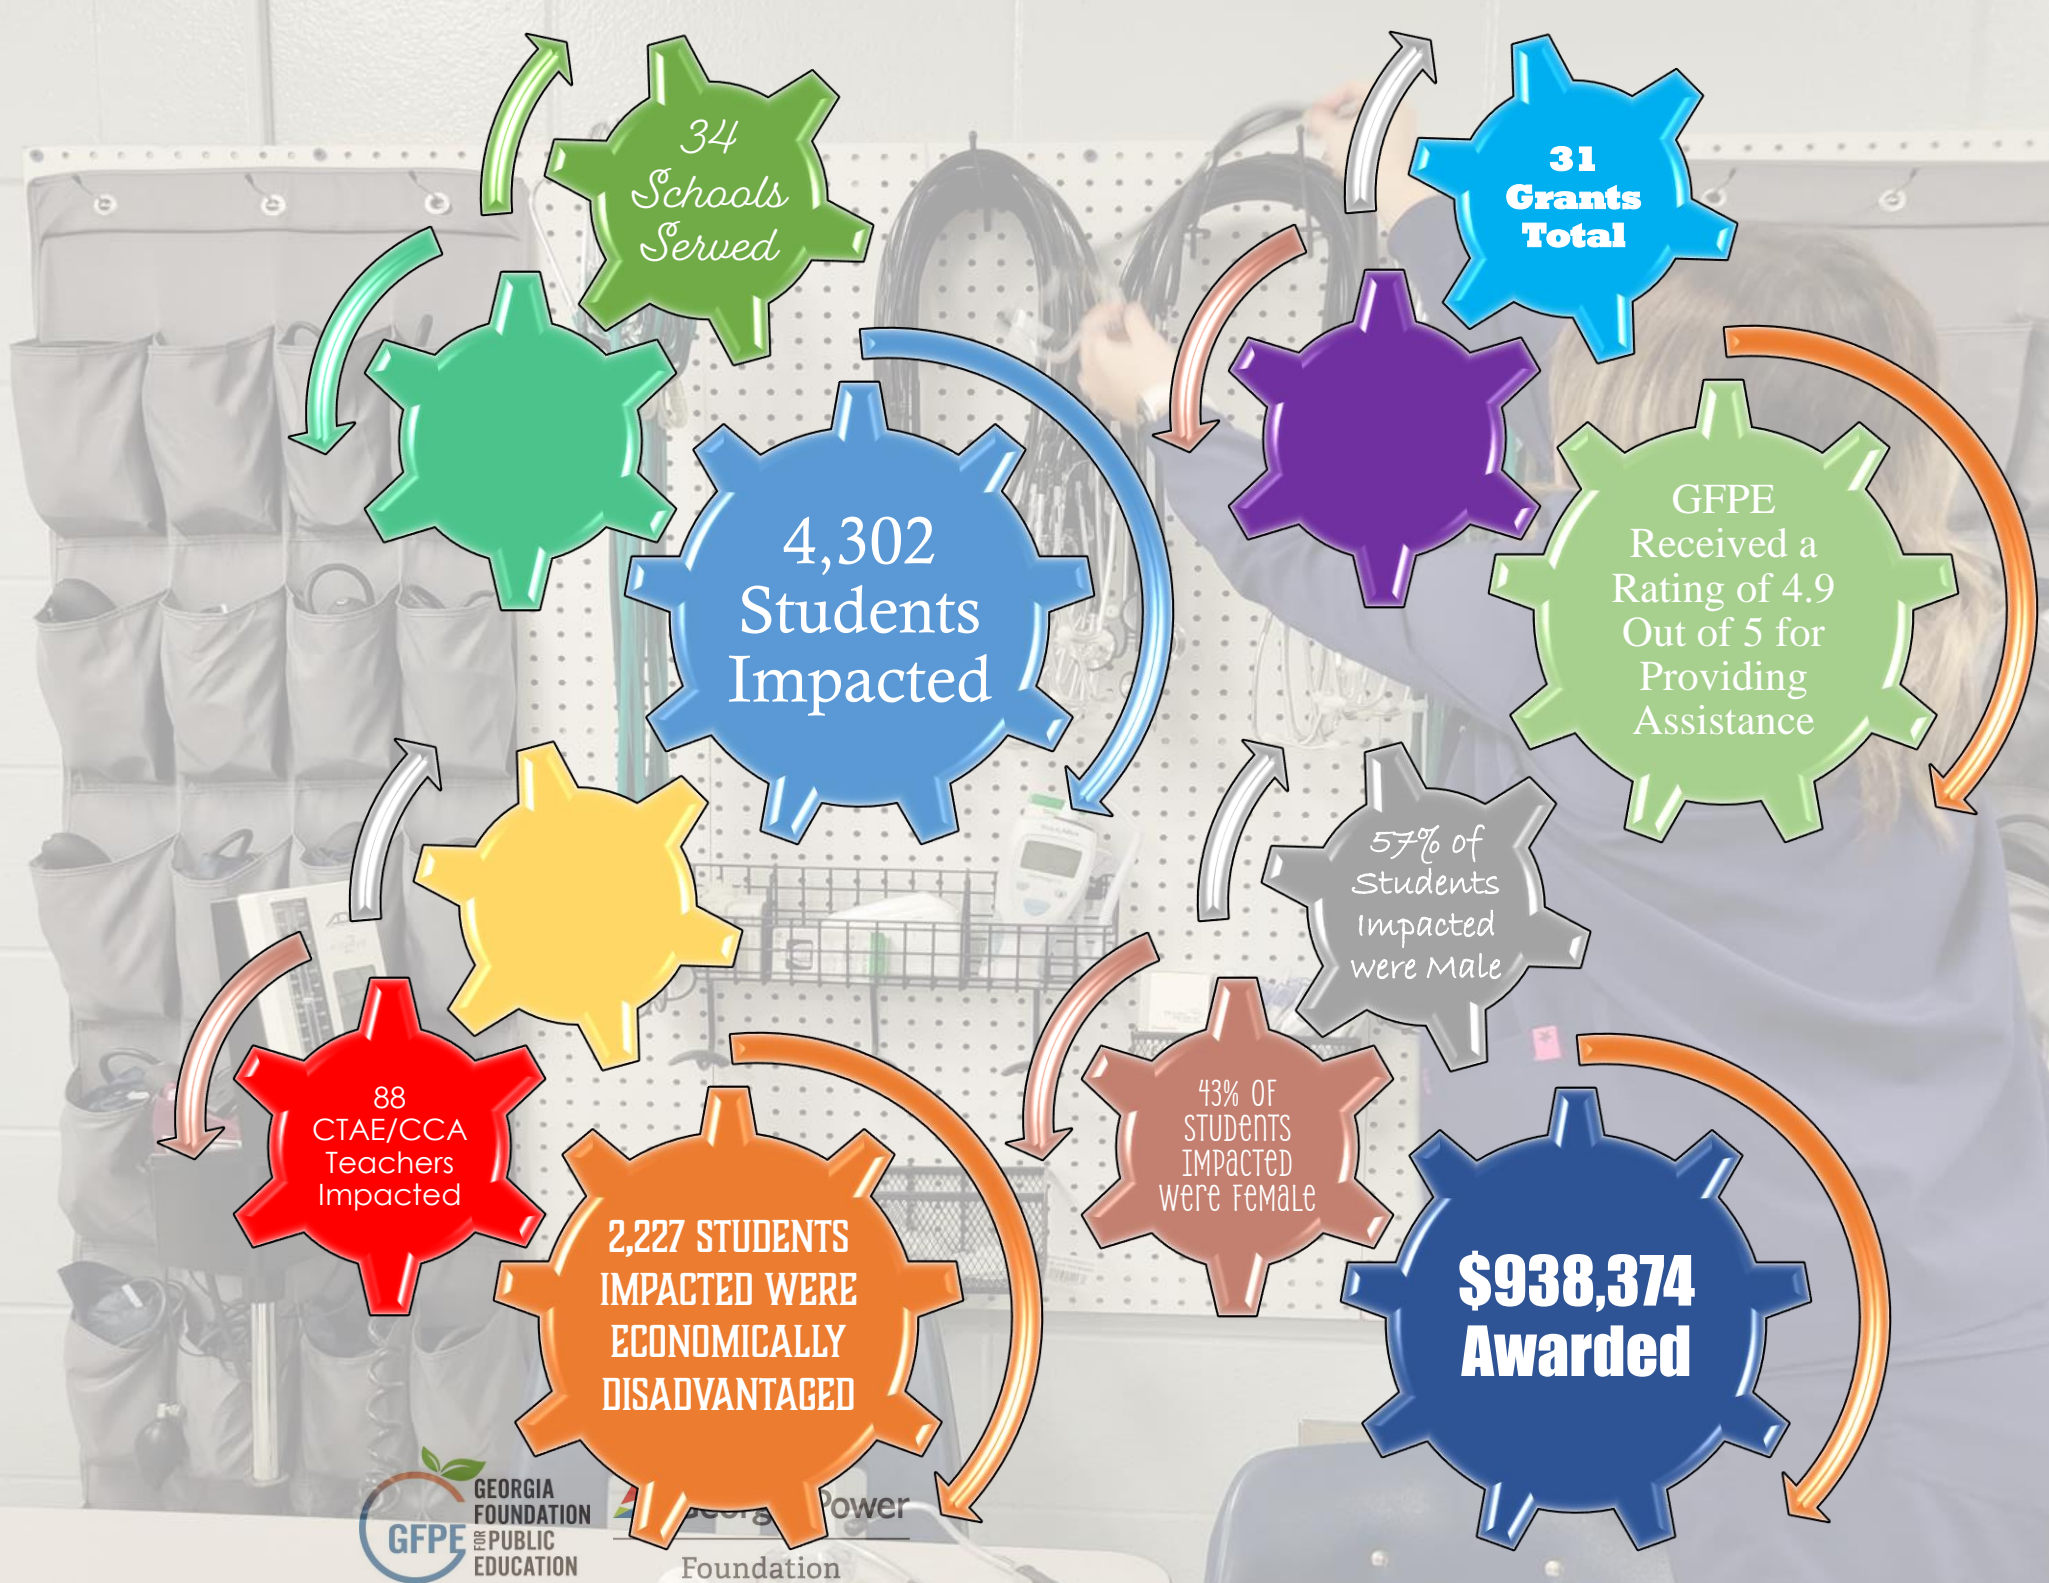 34
Schools
Served
31
Grants
Total
4,302
Students
Impacted
GFPE
Received a
Rating of 4.9
Out of 5 for
Providing
Assistance
57% of
Students
Impacted
were Male
88
CTAE/CCA
Teachers
Impacted
43% OF
STUDENTS
IMPACTED
WERE FEMALE
2,227 STUDENTS
IMPACTED WERE
ECONOMICALLY
DISADVANTAGED
$938,374
Awarded
GFPE
GEORGIA
FOUNDATION
FOR PUBLIC
EDUCATION
Power
Foundation